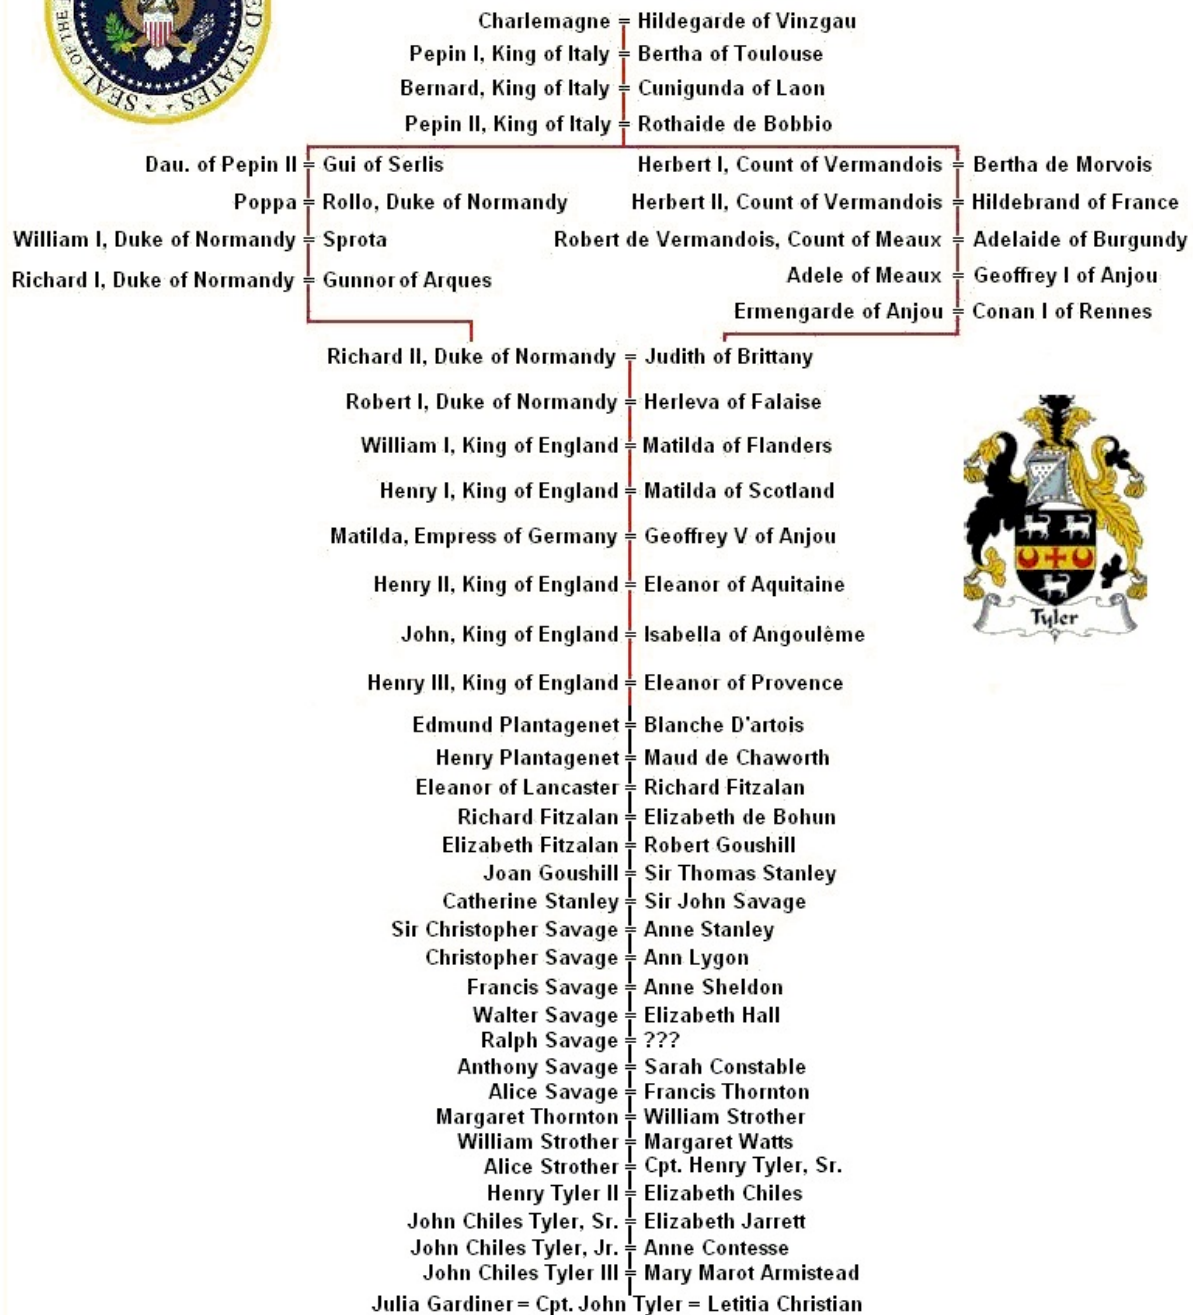 SEAL OF THE
ED STATES
Charlemagne = Hildegarde of Vinzgau
Pepin I, King of Italy = Bertha of Toulouse
Bernard, King of Italy = Cunigunda of Laon
Pepin II, King of Italy = Rothaide de Bobbio
Dau. of Pepin II = Gui of Serlis
Herbert I, Count of Vermandois = Bertha de Morvois
Poppa = Rollo, Duke of Normandy
Herbert II, Count of Vermandois = Hildebrand of France
William I, Duke of Normandy = Sprota
Robert de Vermandois, Count of Meaux = Adelaide of Burgundy
Richard I, Duke of Normandy = Gunnor of Arques
Adele of Meaux = Geoffrey I of Anjou
Ermengarde of Anjou = Conan I of Rennes
Richard II, Duke of Normandy = Judith of Brittany
Robert I, Duke of Normandy = Herleva of Falaise
William I, King of England = Matilda of Flanders
Henry I, King of England = Matilda of Scotland
Matilda, Empress of Germany = Geoffrey V of Anjou
Henry II, King of England = Eleanor of Aquitaine
Tyler
John, King of England = Isabella of Angoulême
Henry III, King of England = Eleanor of Provence
Edmund Plantagenet = Blanche D'artois
Henry Plantagenet = Maud de Chaworth
Eleanor of Lancaster = Richard Fitzalan
Richard Fitzalan = Elizabeth de Bohun
Elizabeth Fitzalan = Robert Goushill
Joan Goushill = Sir Thomas Stanley
Catherine Stanley = Sir John Savage
Sir Christopher Savage = Anne Stanley
Christopher Savage = Ann Lygon
Francis Savage = Anne Sheldon
Walter Savage = Elizabeth Hall
Ralph Savage = ???
Anthony Savage = Sarah Constable
Alice Savage = Francis Thornton
Margaret Thornton = William Strother
William Strother = Margaret Watts
Alice Strother = Cpt. Henry Tyler, Sr.
Henry Tyler II = Elizabeth Chiles
John Chiles Tyler, Sr. = Elizabeth Jarrett
John Chiles Tyler, Jr. = Anne Contesse
John Chiles Tyler III = Mary Marot Armistead
Julia Gardiner = Cpt. John Tyler = Letitia Christian